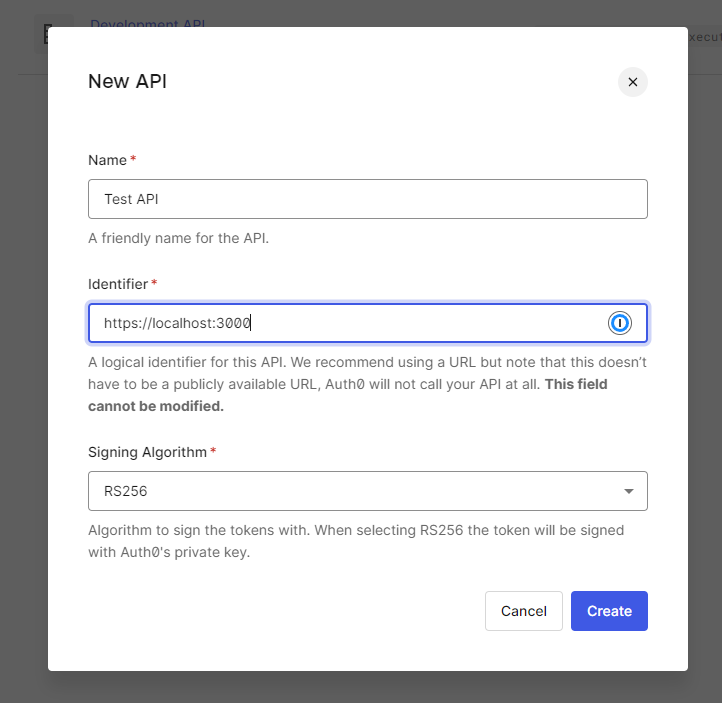 Development API
New API
Name *
Test API
A friendly name for the API.
Identifier *
https://localhost:3000
A logical identifier for this API. We recommend using a URL but note that this doesn't
have to be a publicly available URL, Auth0 will not call your API at all. This field
cannot be modified.
Signing Algorithm *
RS256
Algorithm to sign the tokens with. When selecting RS256 the token will be signed
with Auth0's private key.
Cancel
Create